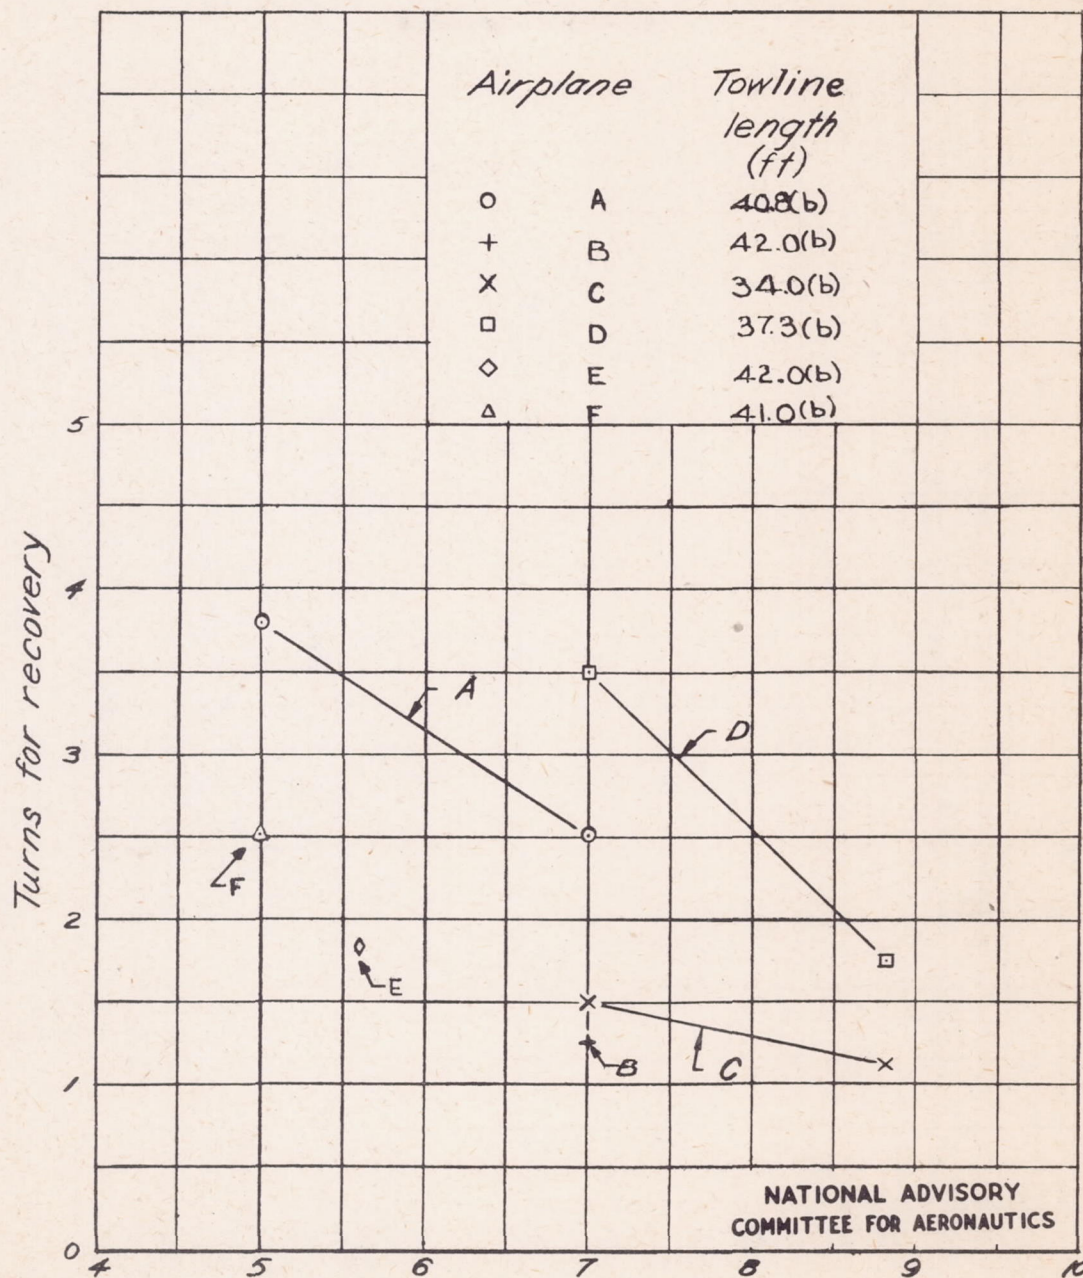 Airplane Towline
length
(ft)
A 40.8(b)
B 42.0(b)
C 34.0(b)
D 37.3(b)
E 42.0(b)
F 41.0(b)
5
4
3
2
1
0
Turns for recovery
A
D
F
E
B
C
NATIONAL ADVISORY
COMMITTEE FOR AERONAUTICS
4 5 6 7 8 9 10